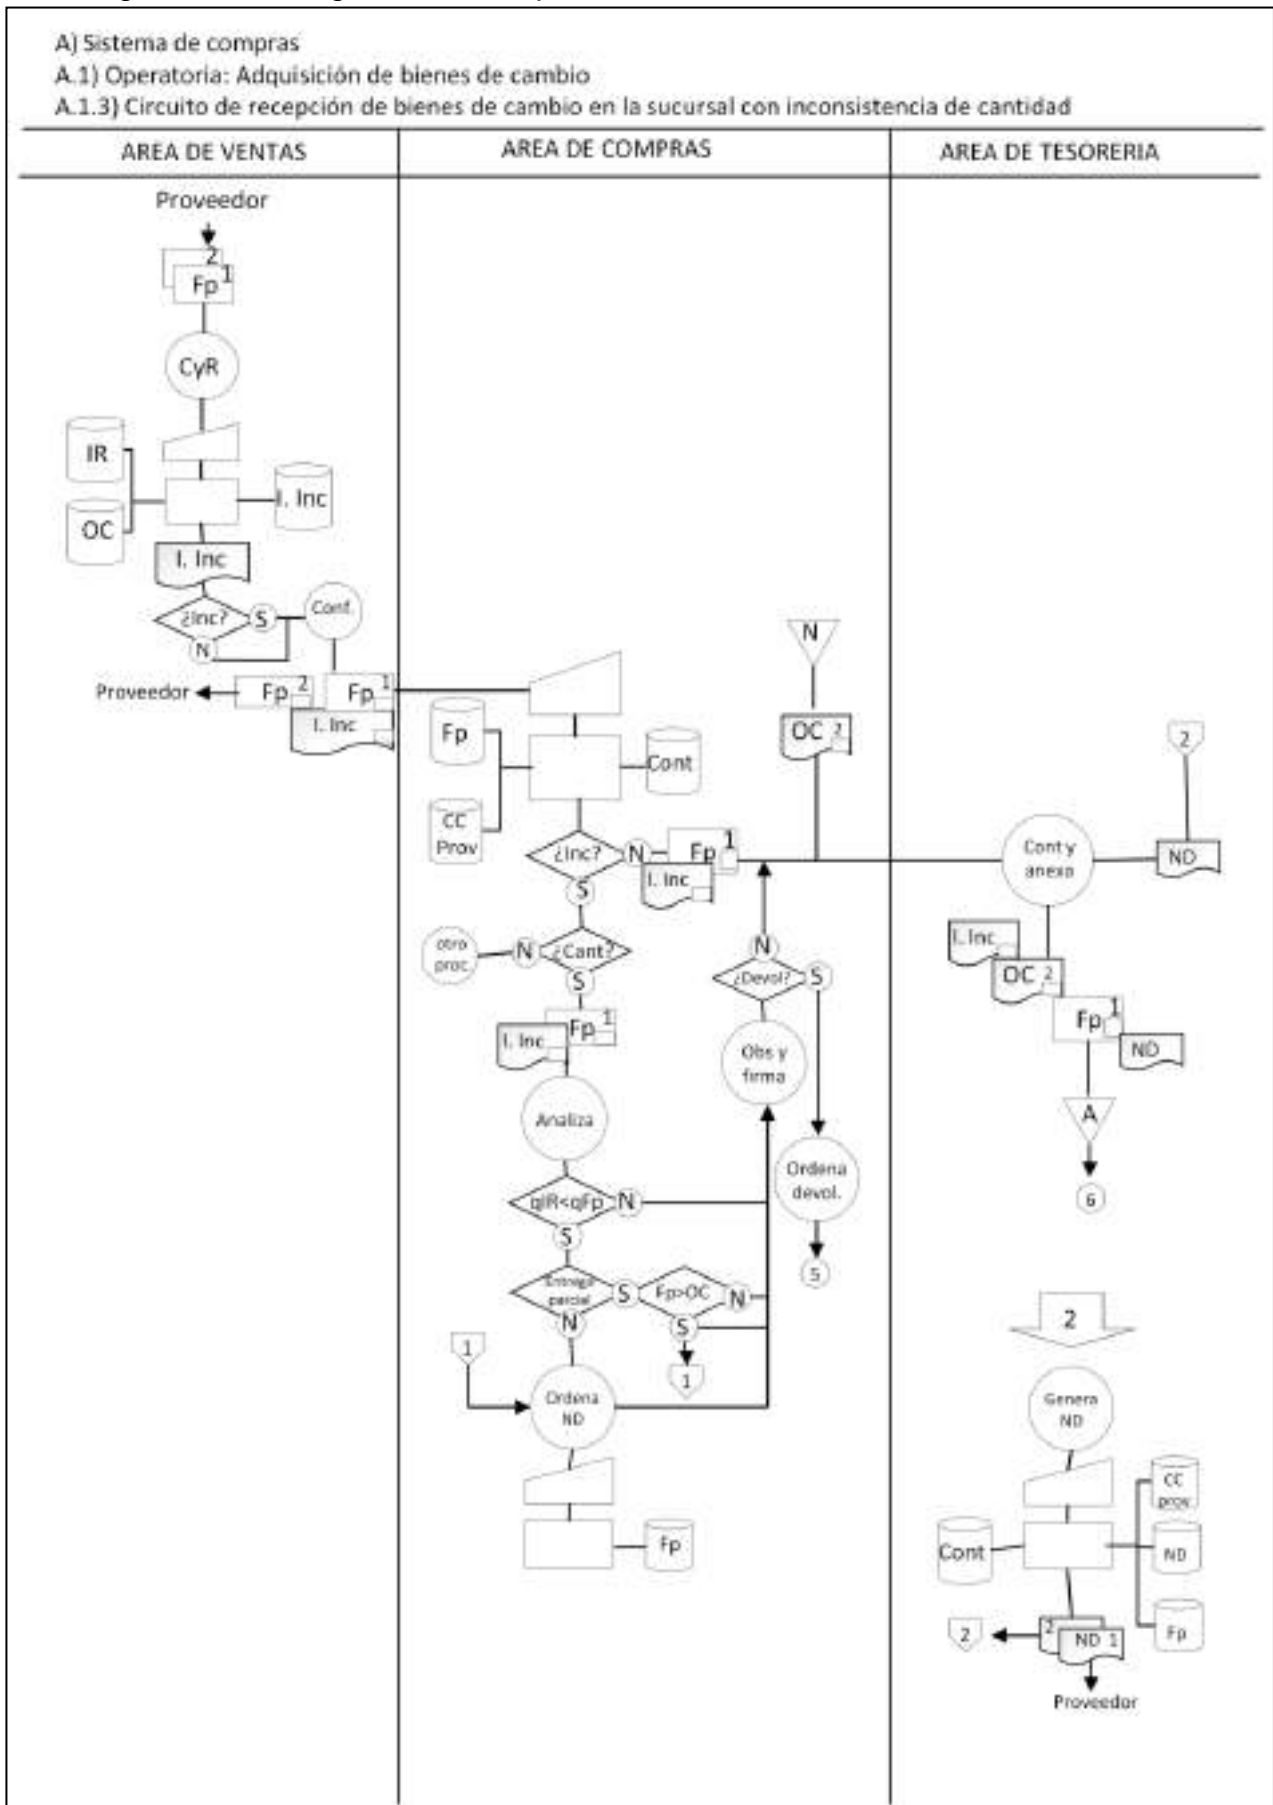 A) Sistema de compras
A.1) Operatoria: Adquisición de bienes de cambio
A.1.3) Circuito de recepción de bienes de cambio en la sucursal con inconsistencia de cantidad
AREA DE VENTAS
AREA DE COMPRAS
AREA DE TESORERIA
Proveedor
2
Fp 1
CyR
IR
OC
I. Inc
I. Inc
¿Inc?
S
N
Conf.
Proveedor
Fp 2
Fp 1
I. Inc
Fp
CC
Prov
Cont
¿Inc?
N
S
Fp 1
I. Inc
N
OC 2
otro
proc.
N
¿Cant?
S
Fp 1
I. Inc
Analiza
qIR<qFp
N
S
Entrega
parcial
S
N
Fp>OC
N
S
1
1
Ordena
ND
Fp
N
¿Devol?
S
Obs y
firma
Ordena
devol.
5
2
Cont y
anexo
ND
I. Inc
OC 2
Fp 1
ND
A
6
2
Genera
ND
Cont
CC
prov
ND
Fp
2
2
ND 1
Proveedor